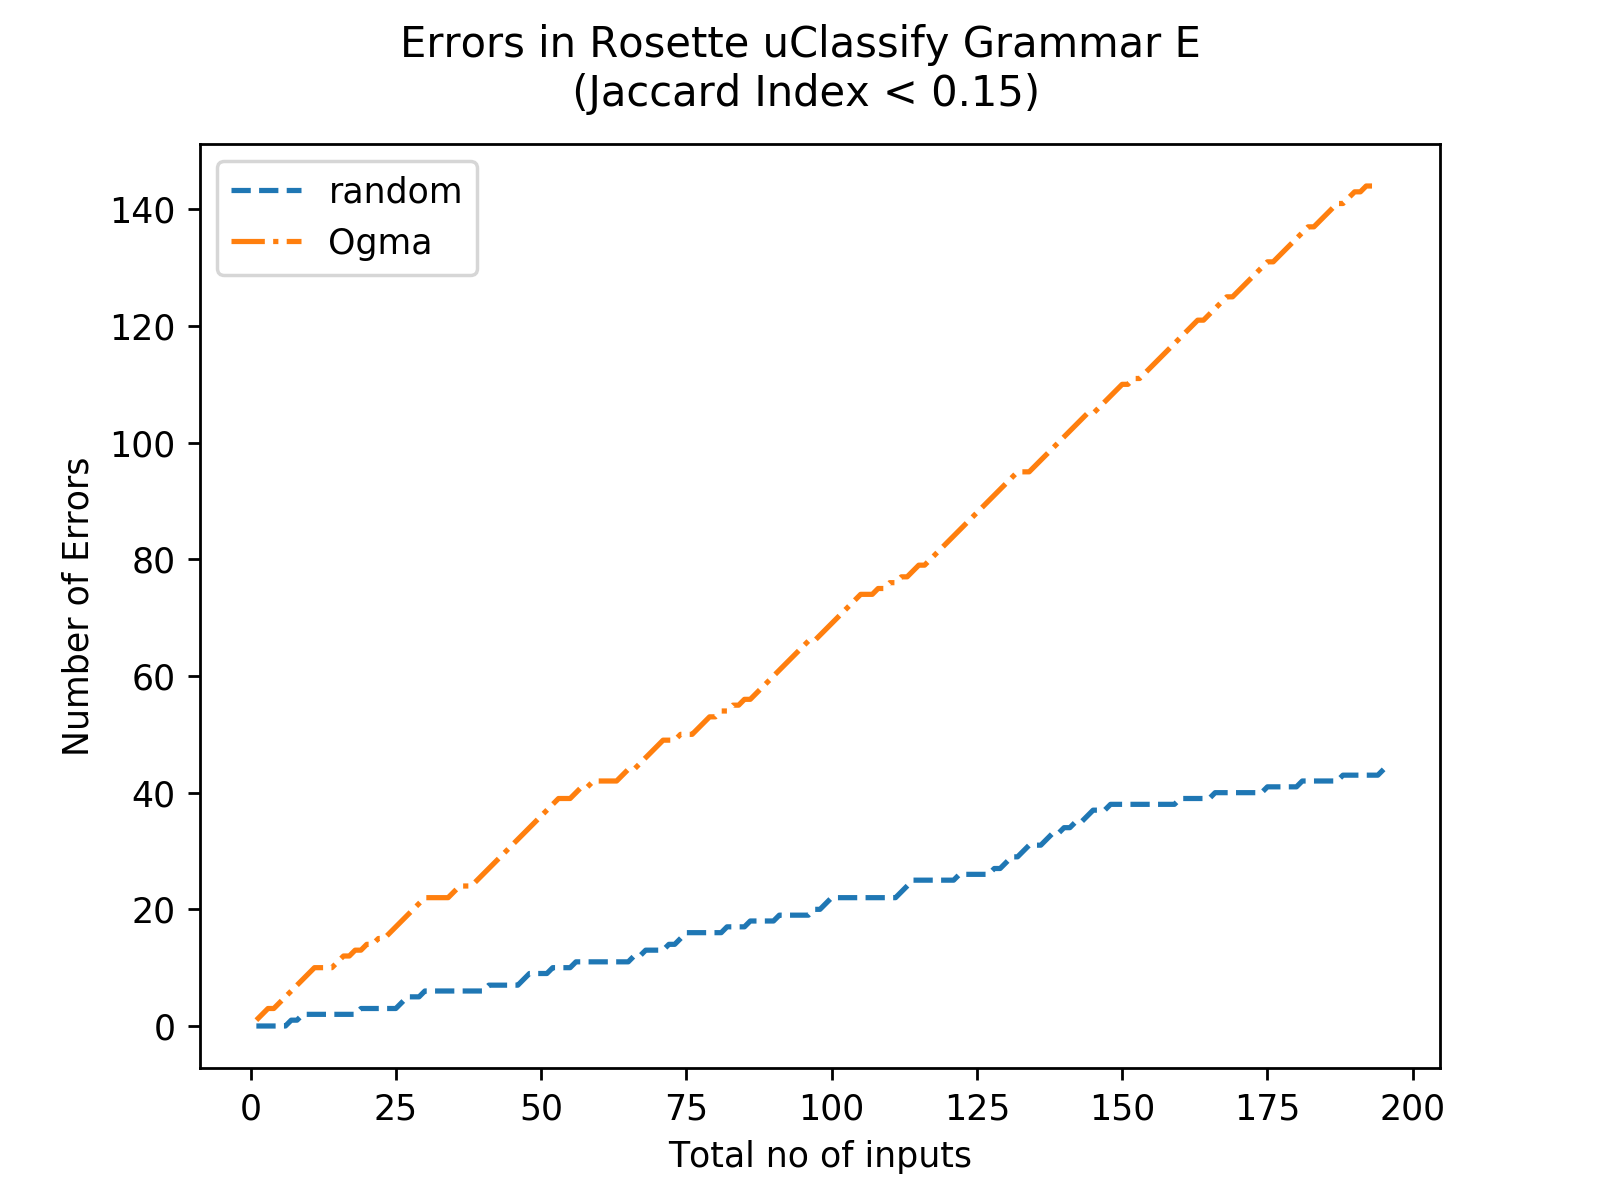 Errors in Rosette uClassify Grammar E
(Jaccard Index < 0.15)
random
Ogma
140
120
100
80
60
40
20
0
Number of Errors
0 25 50 75 100 125 150 175 200
Total no of inputs